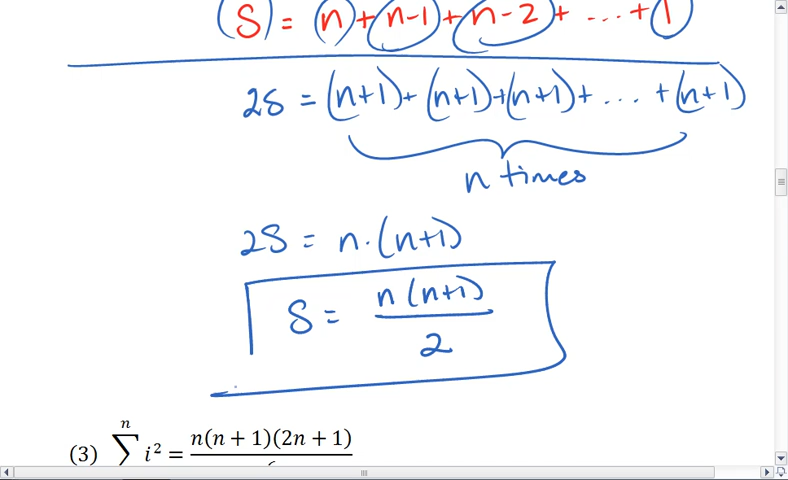 S = n + n-1 + n-2 + ... + 1
2S = (n+1) + (n+1) + (n+1) + ... + (n+1)
n times
2S = n · (n+1)
S = n(n+1)
2
n
(3) ∑ i² = n(n + 1)(2n + 1)